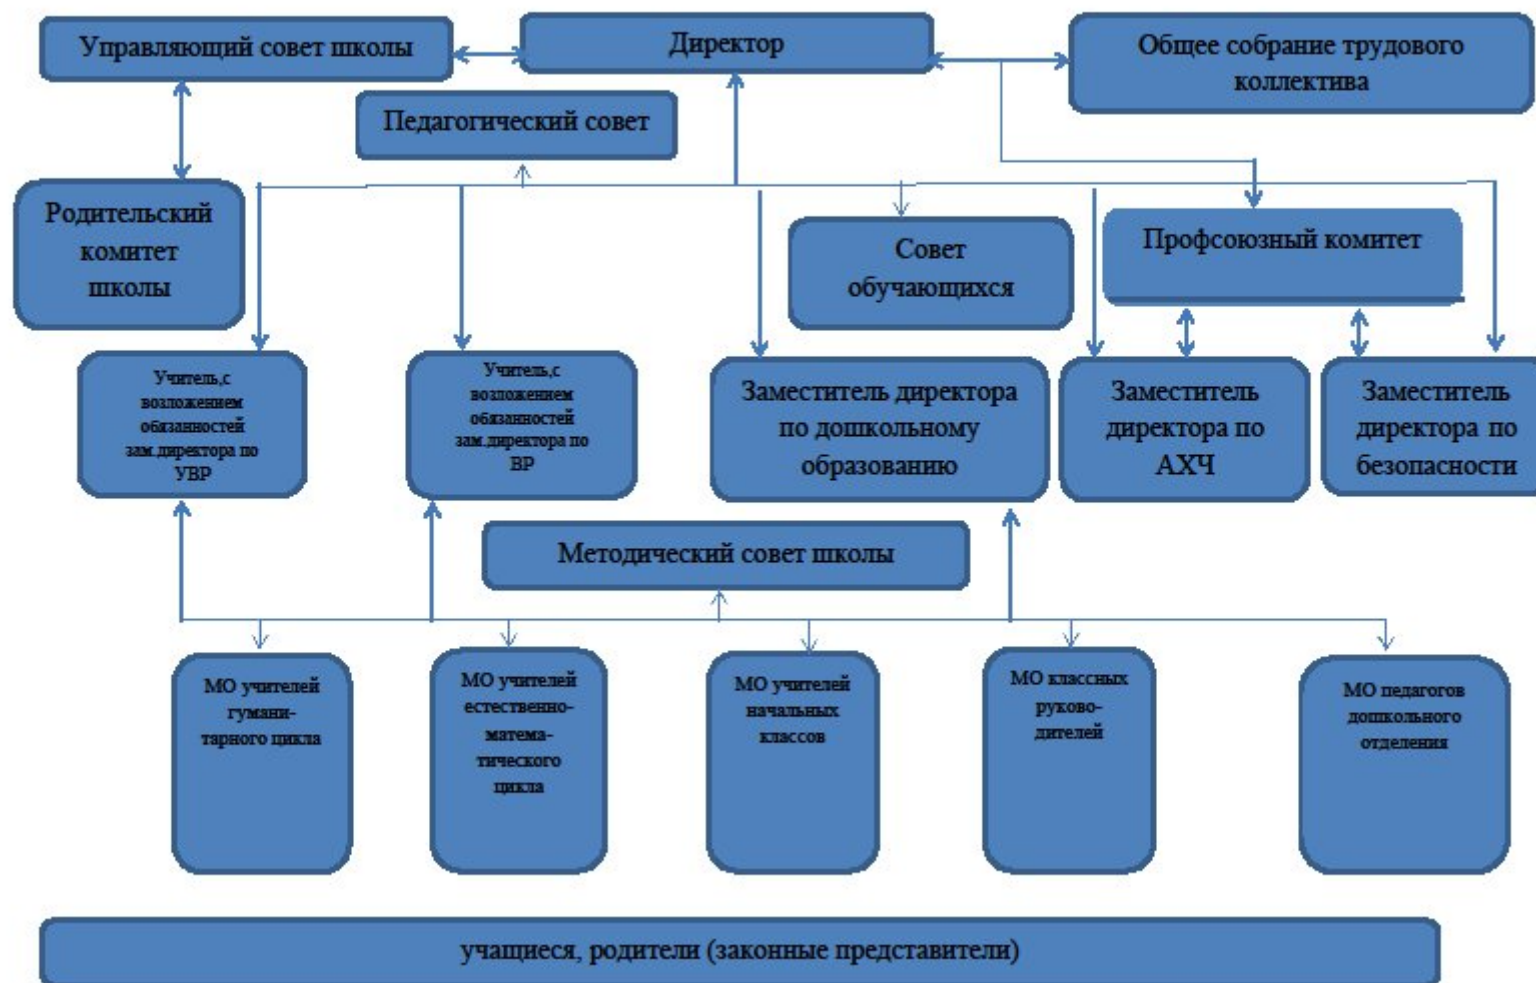 Управляющий совет школы
Директор
Общее собрание трудового
коллектива
Педагогический совет
Родительский
комитет
школы
Совет
обучающихся
Профсоюзный комитет
Учитель,с
возложением
обязанностей
зам.директора по
УВР
Учитель,с
возложением
обязанностей
зам.директора по
ВР
Заместитель директора
по дошкольному
образованию
Заместитель
директора по
АХЧ
Заместитель
директора по
безопасности
Методический совет школы
МО учителей
гумани-
тарного цикла
МО учителей
естественно-
матема-
тического
цикла
МО учителей
начальных
классов
МО классных
руково-
дителей
МО педагогов
дошкольного
отделения
учащиеся, родители (законные представители)